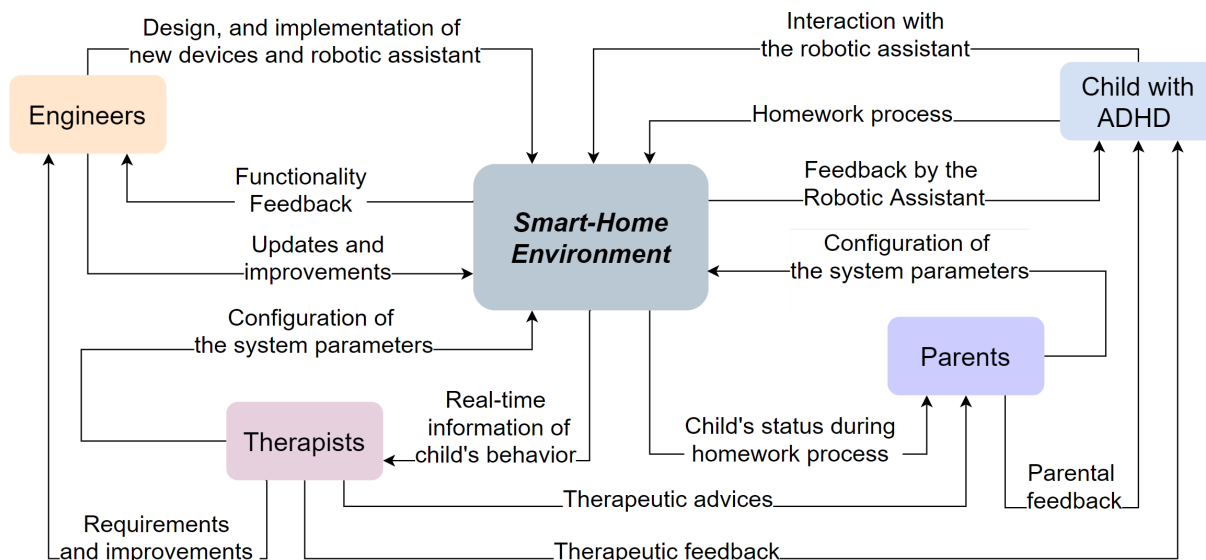 Design, and implementation of
new devices and robotic assistant
Interaction with
the robotic assistant
Engineers
Child with
ADHD
Homework process
Functionality
Feedback
Smart-Home
Environment
Feedback by the
Robotic Assistant
Updates and
improvements
Configuration of
the system parameters
Configuration of
the system parameters
Parents
Therapists
Real-time
information of
child's behavior
Child's status during
homework process
Parental
feedback
Therapeutic advices
Requirements
and improvements
Therapeutic feedback